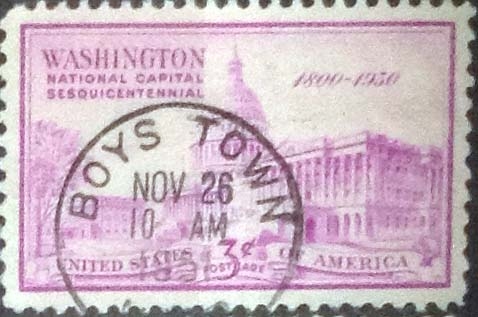 WASHINGTON
NATIONAL CAPITAL
SESQUICENTENNIAL
1800-1950
BOYS TOWN
NOV 26
10 AM
3¢
UNITED STATES OF AMERICA
POSTAGE